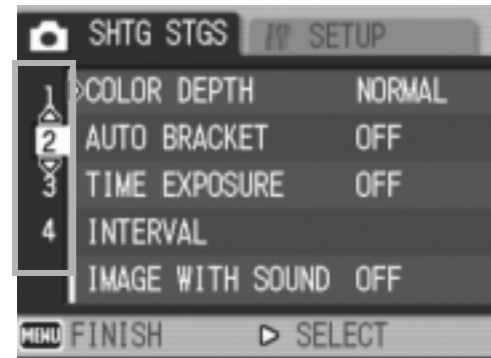 SHTG STGS SETUP
1 COLOR DEPTH NORMAL
2 AUTO BRACKET OFF
3 TIME EXPOSURE OFF
4 INTERVAL
IMAGE WITH SOUND OFF
MENU FINISH SELECT